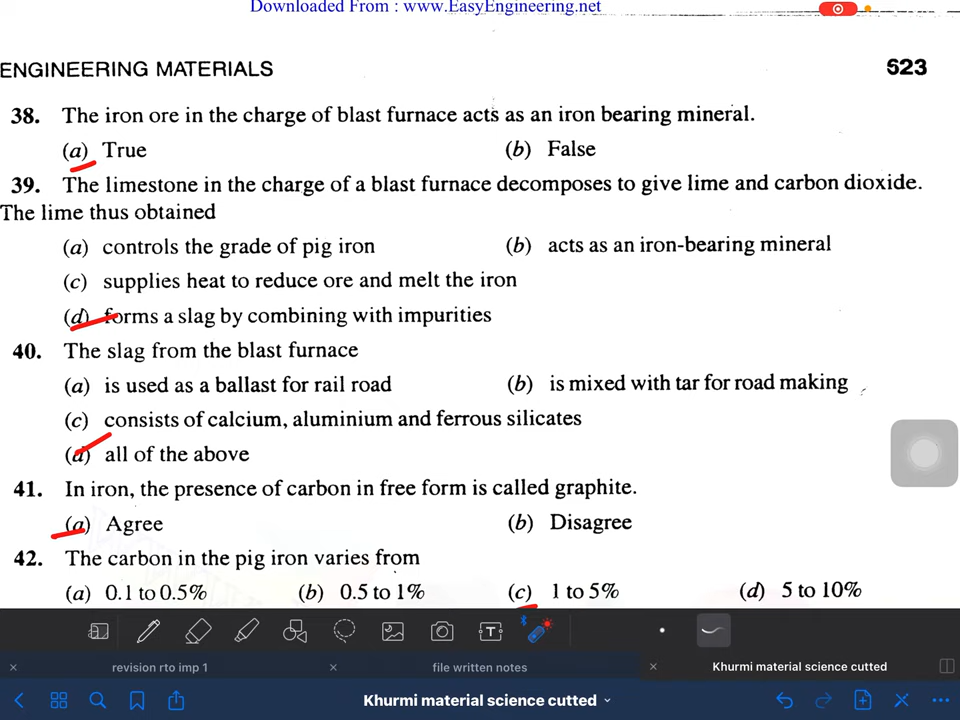 Downloaded From : www.EasyEngineering.net
ENGINEERING MATERIALS 623
38. The iron ore in the charge of blast furnace acts as an iron bearing mineral.
(a) True (b) False
39. The limestone in the charge of a blast furnace decomposes to give lime and carbon dioxide.
The lime thus obtained
(a) controls the grade of pig iron (b) acts as an iron-bearing mineral
(c) supplies heat to reduce ore and melt the iron
(d) forms a slag by combining with impurities
40. The slag from the blast furnace
(a) is used as a ballast for rail road (b) is mixed with tar for road making
(c) consists of calcium, aluminium and ferrous silicates
(d) all of the above
41. In iron, the presence of carbon in free form is called graphite.
(a) Agree (b) Disagree
42. The carbon in the pig iron varies from
(a) 0.1 to 0.5% (b) 0.5 to 1% (c) 1 to 5% (d) 5 to 10%
T
revision rto imp 1 file written notes Khurmi material science cutted
Khurmi material science cutted